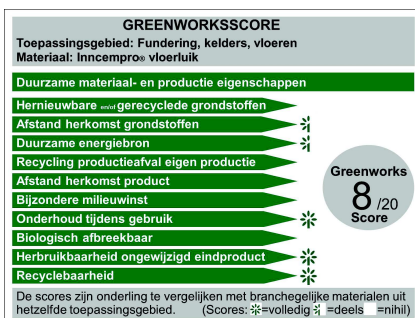 GREENWORKSSCORE
Toepassingsgebied: Fundering, kelders, vloeren
Materiaal: Inncempro® vloerluik
Duurzame materiaal- en productie eigenschappen
Hernieuwbare en/of gerecyclede grondstoffen
Afstand herkomst grondstoffen
Duurzame energiebron
Recycling productieafval eigen productie
Afstand herkomst product
Bijzondere milieuwinst
Onderhoud tijdens gebruik
Biologisch afbreekbaar
Herbruikbaarheid ongewijzigd eindproduct
Recyclebaarheid
Greenworks
8 /20
Score
De scores zijn onderling te vergelijken met branchegelijke materialen uit
hetzelfde toepassingsgebied. (Scores: =volledig =deels =nihil)